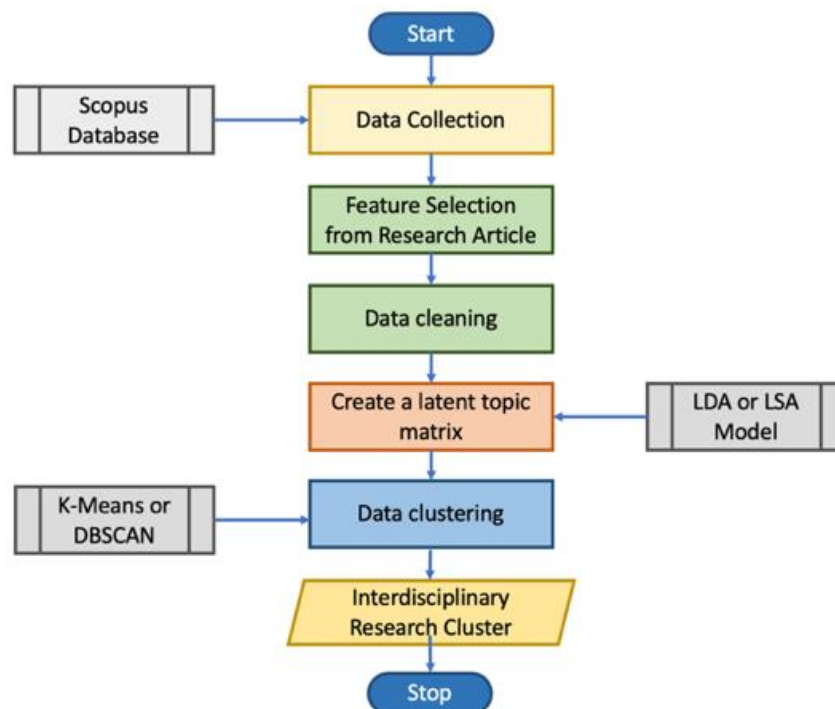 Start
Scopus
Database
Data Collection
Feature Selection
from Research Article
Data cleaning
Create a latent topic
matrix
LDA or LSA
Model
K-Means or
DBSCAN
Data clustering
Interdisciplinary
Research Cluster
Stop